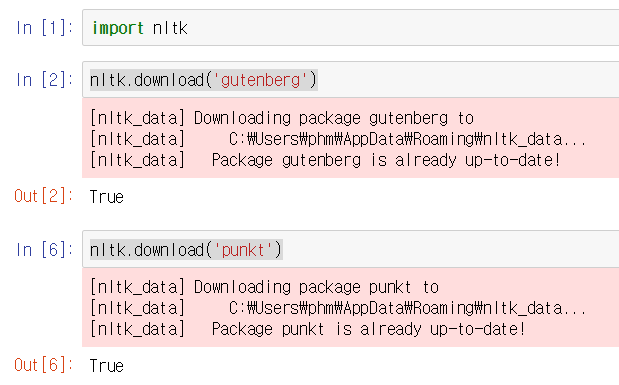 In [1]: import nltk
In [2]: nltk.download('gutenberg')
[nltk_data] Downloading package gutenberg to
[nltk_data]     C:₩Users₩phm₩AppData₩Roaming₩nltk_data...
[nltk_data]   Package gutenberg is already up-to-date!
Out[2]: True
In [6]: nltk.download('punkt')
[nltk_data] Downloading package punkt to
[nltk_data]     C:₩Users₩phm₩AppData₩Roaming₩nltk_data...
[nltk_data]   Package punkt is already up-to-date!
Out[6]: True